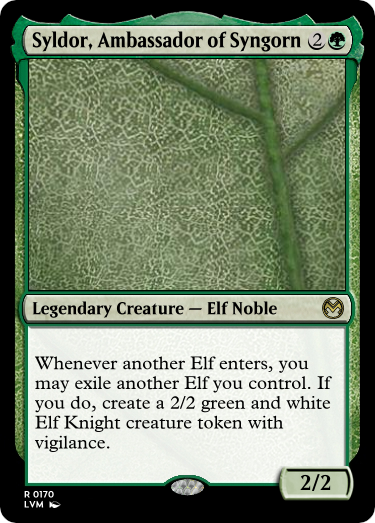 Syldor, Ambassador of Syngorn 2
Legendary Creature — Elf Noble
Whenever another Elf enters, you
may exile another Elf you control. If
you do, create a 2/2 green and white
Elf Knight creature token with
vigilance.
2/2
R 0170
LVM